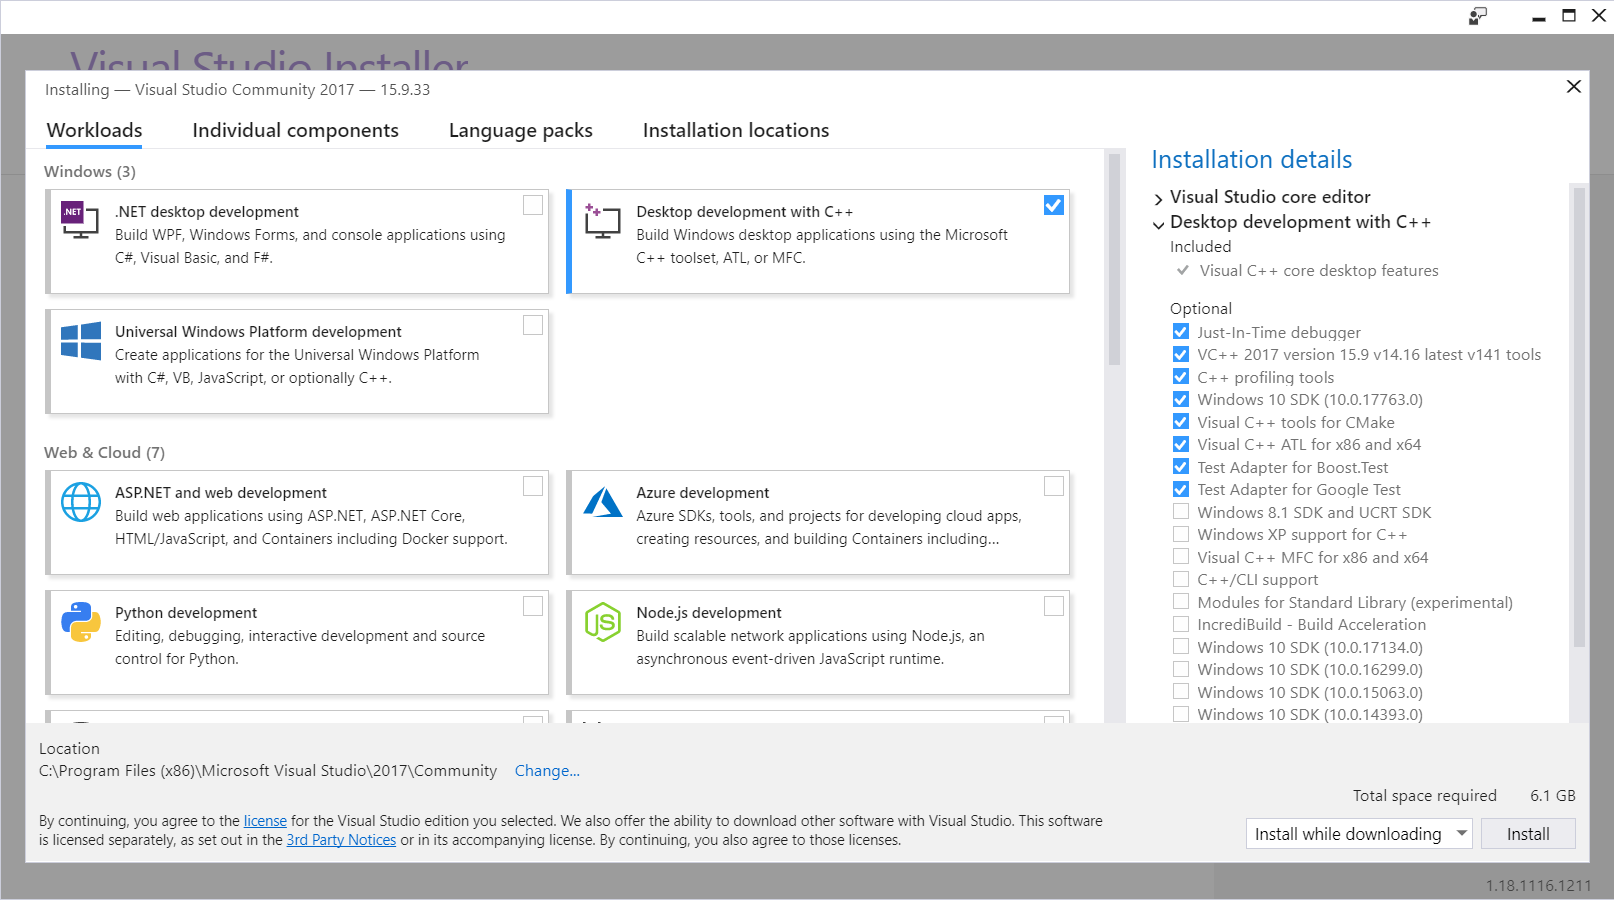 Visual Studio Installer
Installing — Visual Studio Community 2017 — 15.9.33
Workloads
Individual components
Language packs
Installation locations
Windows (3)
.NET
.NET desktop development
Build WPF, Windows Forms, and console applications using
C#, Visual Basic, and F#.
Desktop development with C++
Build Windows desktop applications using the Microsoft
C++ toolset, ATL, or MFC.
Universal Windows Platform development
Create applications for the Universal Windows Platform
with C#, VB, JavaScript, or optionally C++.
Web & Cloud (7)
ASP.NET and web development
Build web applications using ASP.NET, ASP.NET Core,
HTML/JavaScript, and Containers including Docker support.
Azure development
Azure SDKs, tools, and projects for developing cloud apps,
creating resources, and building Containers including...
Python development
Editing, debugging, interactive development and source
control for Python.
JS
Node.js development
Build scalable network applications using Node.js, an
asynchronous event-driven JavaScript runtime.
Installation details
Visual Studio core editor
Desktop development with C++
Included
Visual C++ core desktop features
Optional
Just-In-Time debugger
VC++ 2017 version 15.9 v14.16 latest v141 tools
C++ profiling tools
Windows 10 SDK (10.0.17763.0)
Visual C++ tools for CMake
Visual C++ ATL for x86 and x64
Test Adapter for Boost.Test
Test Adapter for Google Test
Windows 8.1 SDK and UCRT SDK
Windows XP support for C++
Visual C++ MFC for x86 and x64
C++/CLI support
Modules for Standard Library (experimental)
IncrediBuild - Build Acceleration
Windows 10 SDK (10.0.17134.0)
Windows 10 SDK (10.0.16299.0)
Windows 10 SDK (10.0.15063.0)
Windows 10 SDK (10.0.14393.0)
Location
C:\Program Files (x86)\Microsoft Visual Studio\2017\Community Change...
Total space required 6.1 GB
By continuing, you agree to the license for the Visual Studio edition you selected. We also offer the ability to download other software with Visual Studio. This software
is licensed separately, as set out in the 3rd Party Notices or in its accompanying license. By continuing, you also agree to those licenses.
Install while downloading
Install
1.18.1116.1211